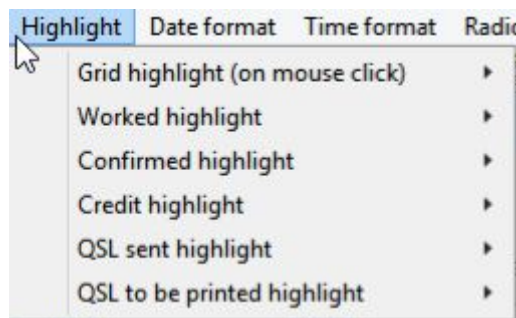 Highlight Date format Time format Radio
Grid highlight (on mouse click)
Worked highlight
Confirmed highlight
Credit highlight
QSL sent highlight
QSL to be printed highlight